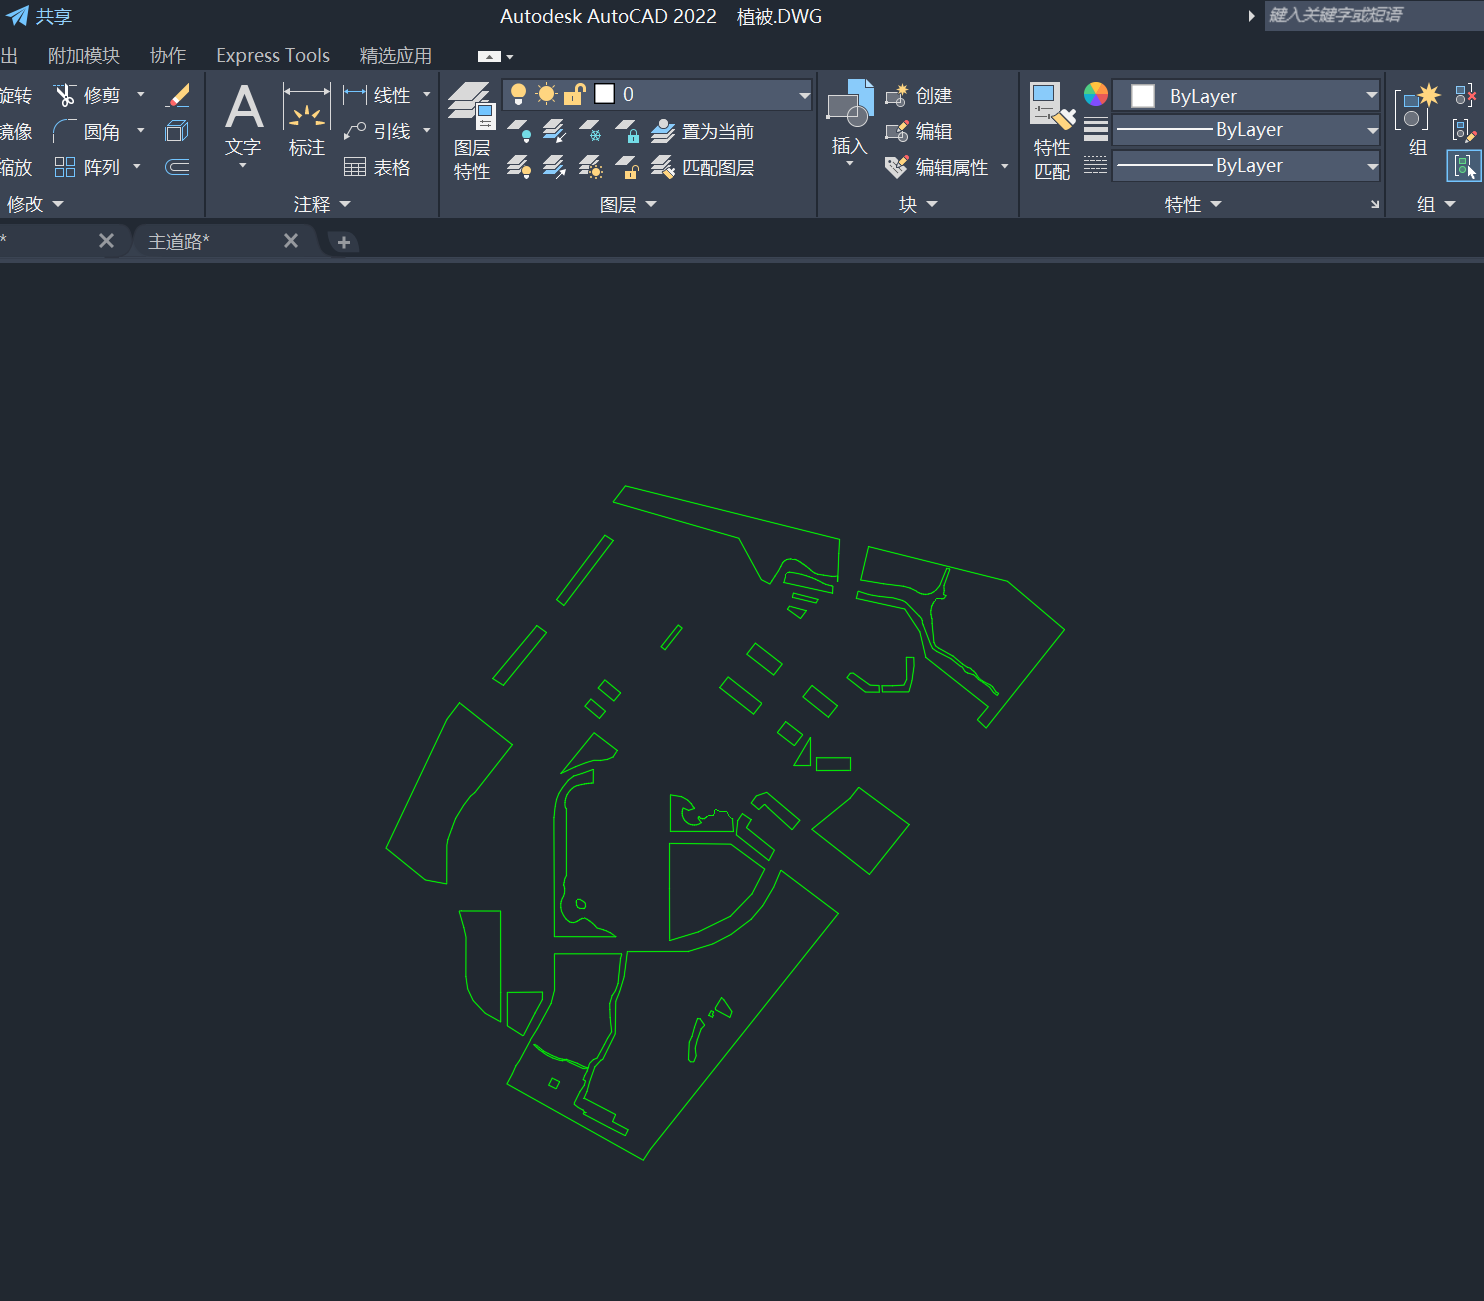 共享
Autodesk AutoCAD 2022 植被.DWG
键入关键字或短语
出 附加模块 协作 Express Tools 精选应用
旋转 修剪
镜像 圆角
缩放 阵列
修改
文字
标注
线性
引线
表格
注释
图层
特性
0
置为当前
匹配图层
图层
插入
创建
编辑
编辑属性
块
特性
匹配
ByLayer
ByLayer
ByLayer
特性
组
组
*
主道路*